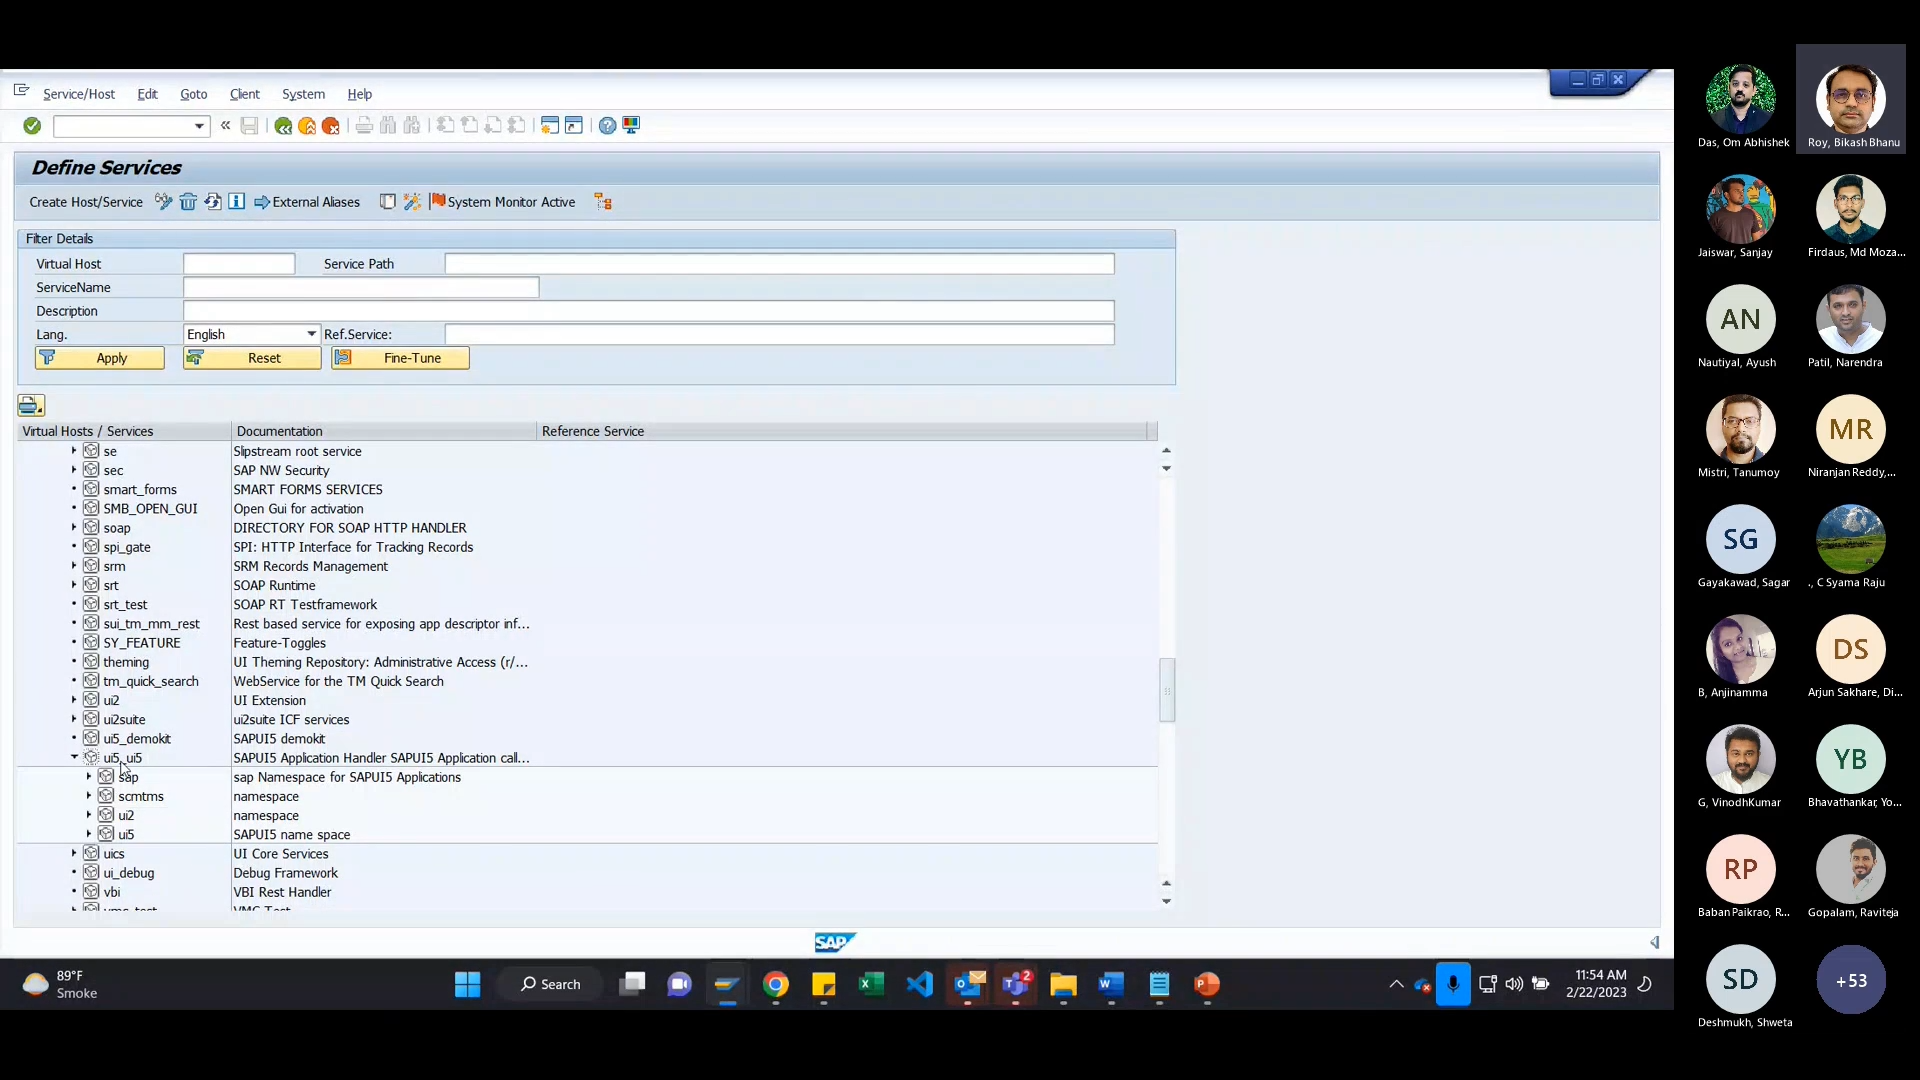 Service/Host Edit Goto Client System Help
Define Services
Create Host/Service External Aliases System Monitor Active
Filter Details
Virtual Host Service Path
ServiceName
Description
Lang. English Ref.Service:
Apply Reset Fine-Tune
Virtual Hosts / Services Documentation Reference Service
se Slipstream root service
sec SAP NW Security
smart_forms SMART FORMS SERVICES
SMB_OPEN_GUI Open Gui for activation
soap DIRECTORY FOR SOAP HTTP HANDLER
spi_gate SPI: HTTP Interface for Tracking Records
srm SRM Records Management
srt SOAP Runtime
srt_test SOAP RT Testframework
sui_tm_mm_rest Rest based service for exposing app descriptor inf...
SY_FEATURE Feature-Toggles
theming UI Theming Repository: Administrative Access (r/...
tm_quick_search WebService for the TM Quick Search
ui2 UI Extension
ui2suite ui2suite ICF services
ui5_demokit SAPUI5 demokit
ui5_ui5 SAPUI5 Application Handler SAPUI5 Application call...
sap sap Namespace for SAPUI5 Applications
scmtms namespace
ui2 namespace
ui5 SAPUI5 name space
uics UI Core Services
ui_debug Debug Framework
vbi VBI Rest Handler
SAP
89°F
Smoke
Search
2
11:54 AM
2/22/2023
Das, Om Abhishek Roy, Bikash Bhanu
Jaiswar, Sanjay Firdaus, Md Moza...
AN
Nautiyal, Ayush Patil, Narendra
MR
Mistri, Tanumoy Niranjan Reddy,...
SG
Gayakawad, Sagar ., C Syama Raju
DS
B, Anjinamma Arjun Sakhare, Di...
YB
G, VinodhKumar Bhavathankar, Yo...
RP
Baban Paikrao, R... Gopalam, Raviteja
SD +53
Deshmukh, Shweta